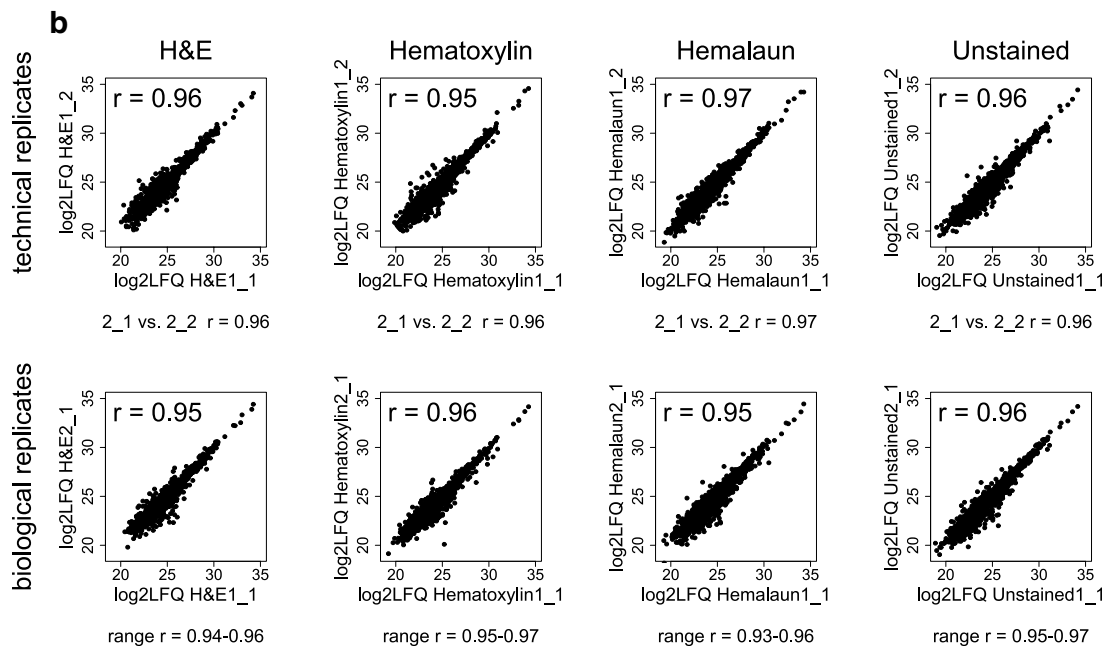 b
H&E
Hematoxylin
Hemalaun
Unstained
technical replicates
log2LFQ H&E1_2
35
30
25
20
r = 0.96
20 25 30 35
log2LFQ H&E1_1
2_1 vs. 2_2 r = 0.96
log2LFQ Hematoxylin1_2
35
30
25
20
r = 0.95
20 25 30 35
log2LFQ Hematoxylin1_1
2_1 vs. 2_2 r = 0.96
log2LFQ Hemalaun1_2
35
30
25
20
r = 0.97
20 25 30 35
log2LFQ Hemalaun1_1
2_1 vs. 2_2 r = 0.97
log2LFQ Unstained1_2
35
30
25
20
r = 0.96
20 25 30 35
log2LFQ Unstained1_1
2_1 vs. 2_2 r = 0.96
biological replicates
log2LFQ H&E2_1
35
30
25
20
r = 0.95
20 25 30 35
log2LFQ H&E1_1
range r = 0.94-0.96
log2LFQ Hematoxylin2_1
35
30
25
20
r = 0.96
20 25 30 35
log2LFQ Hematoxylin1_1
range r = 0.95-0.97
log2LFQ Hemalaun2_1
35
30
25
20
r = 0.95
20 25 30 35
log2LFQ Hemalaun1_1
range r = 0.93-0.96
log2LFQ Unstained2_1
35
30
25
20
r = 0.96
20 25 30 35
log2LFQ Unstained1_1
range r = 0.95-0.97